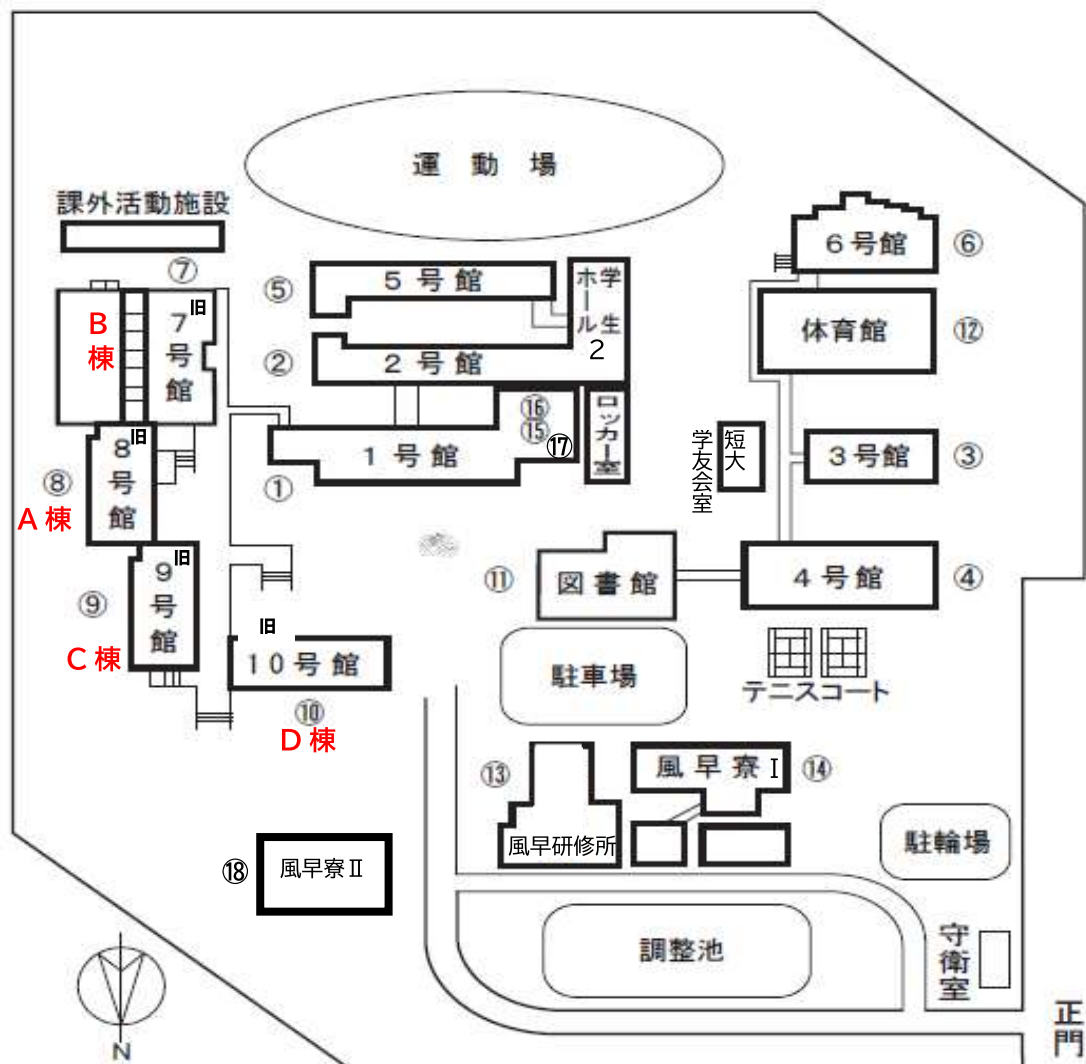 運動場
課外活動施設
⑦
旧
7号館
B棟
⑤
5号館
学生ホール2
②
2号館
6号館
⑥
体育館
⑫
⑯
⑮
⑰
ロッカー室
1号館
①
旧
8号館
⑧
A棟
学友会室
短大
3号館
③
旧
9号館
⑨
C棟
⑪
図書館
4号館
④
旧
10号館
⑩
D棟
駐車場
テニスコート
⑬
風早研修所
風早寮Ⅰ
⑭
⑱
風早寮Ⅱ
駐輪場
調整池
守衛室
正門
N